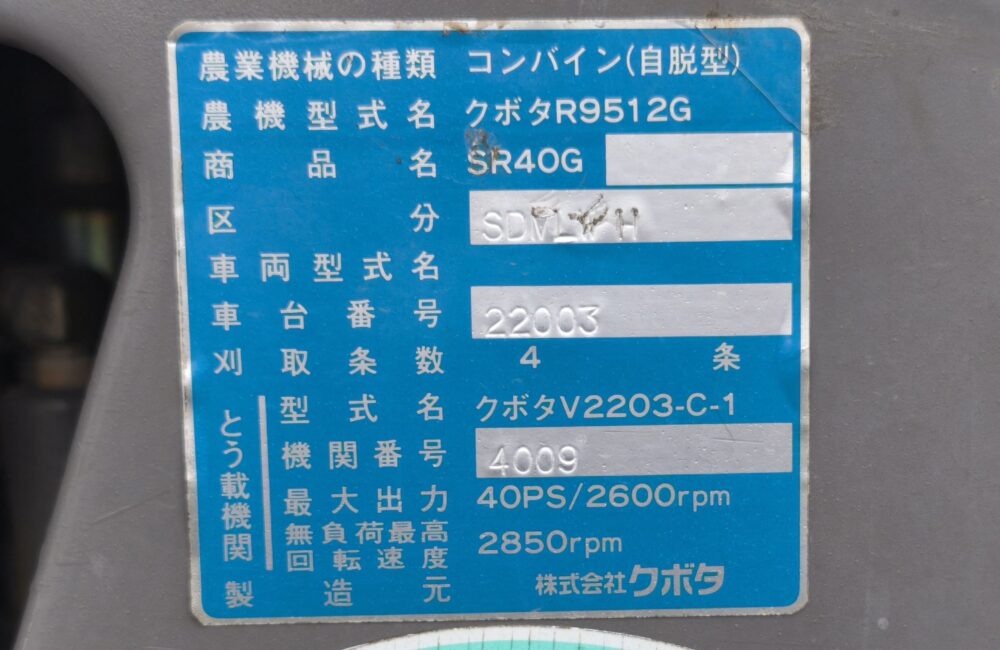 農業機械の種類 コンバイン(自脱型)
農機型式名 クボタR9512G
商品名 SR40G
区分
車両型式名
車台番号 22003
刈取条数 4条
とう載機関
型式名 クボタV2203-C-1
機関番号 4009
最大出力 40PS/2600rpm
無負荷最高回転速度 2850rpm
製造元 株式会社クボタ